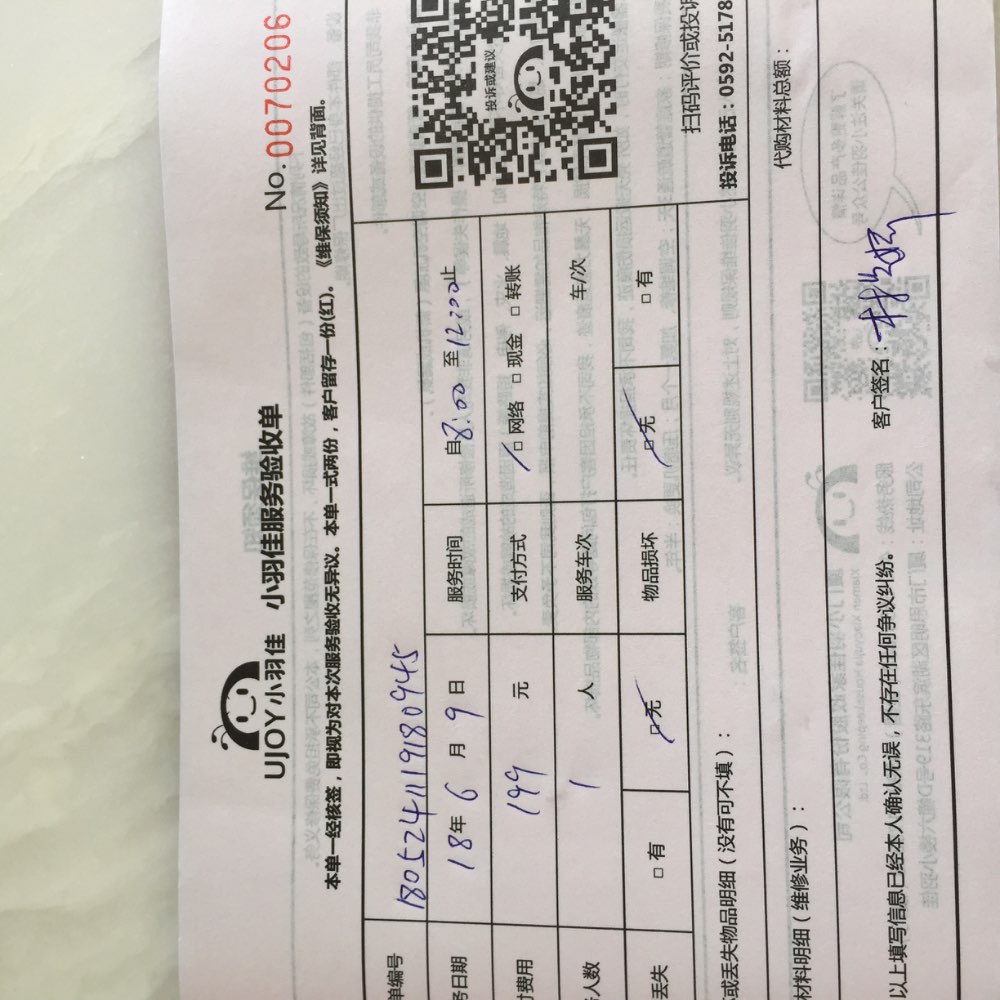 UJOY小羽佳 小羽佳服务验收单
No.0070206
本单一经核签，即视为对本次服务验收无异议。本单一式两份，客户留存一份(红)。《维保须知》详见背面。
单编号 180524111918094５
务日期 18年 6 月 9 日 服务时间 自8:00 至12:00止
付费用 199 元 支付方式 □ 网络 □ 现金 □ 转账
人数 1 人 服务车次 车/次
丢失 □ 有 □ 无 物品损坏 □ 无 □ 有
投诉或建议
扫码评价或投诉
投诉电话：0592-5178
或丢失物品明细（没有可不填）：
材料明细（维修业务）：
代购材料总额：
以上填写信息已经本人确认无误，不存在任何争议纠纷。
客户签名：